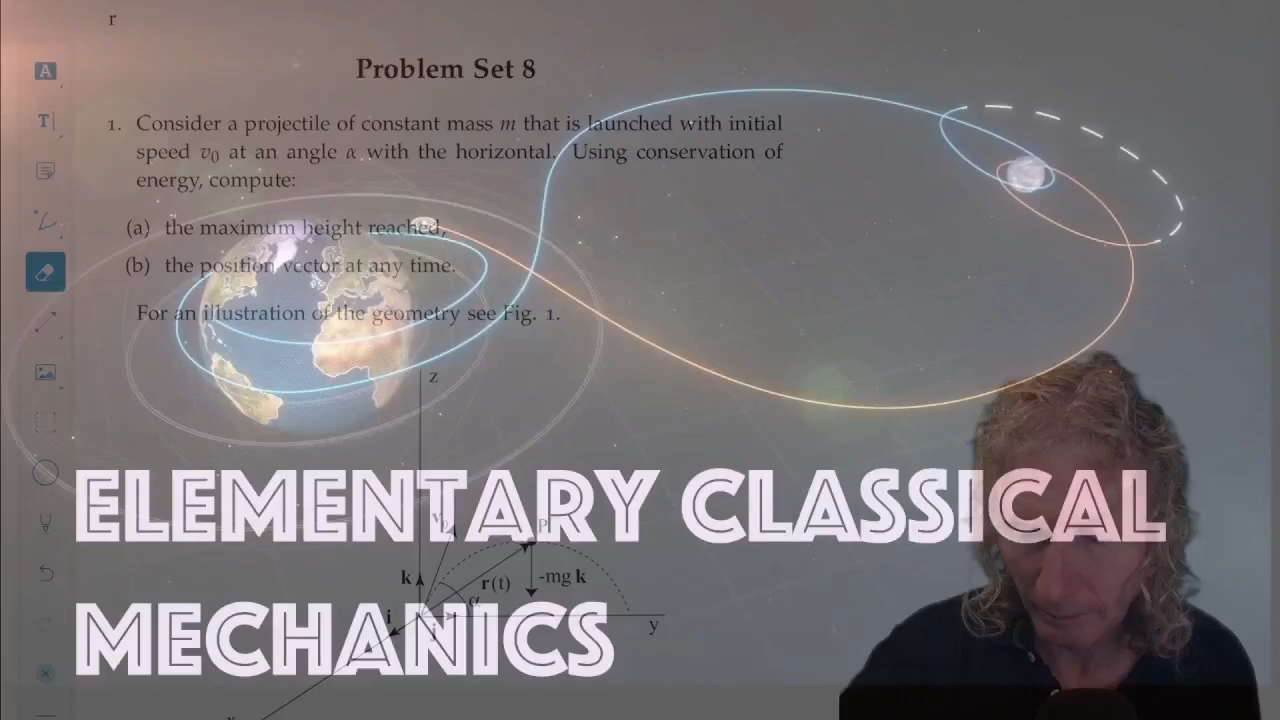 r
Problem Set 8
1. Consider a projectile of constant mass m that is launched with initial
speed v0 at an angle α with the horizontal. Using conservation of
energy, compute:
(a) the maximum height reached,
(b) the position vector at any time.
For an illustration of the geometry see Fig. 1.
z
ELEMENTARY CLASSICAL
v0
P
k
r(t)
-mg k
α
i
j
y
MECHANICS
x
A
T